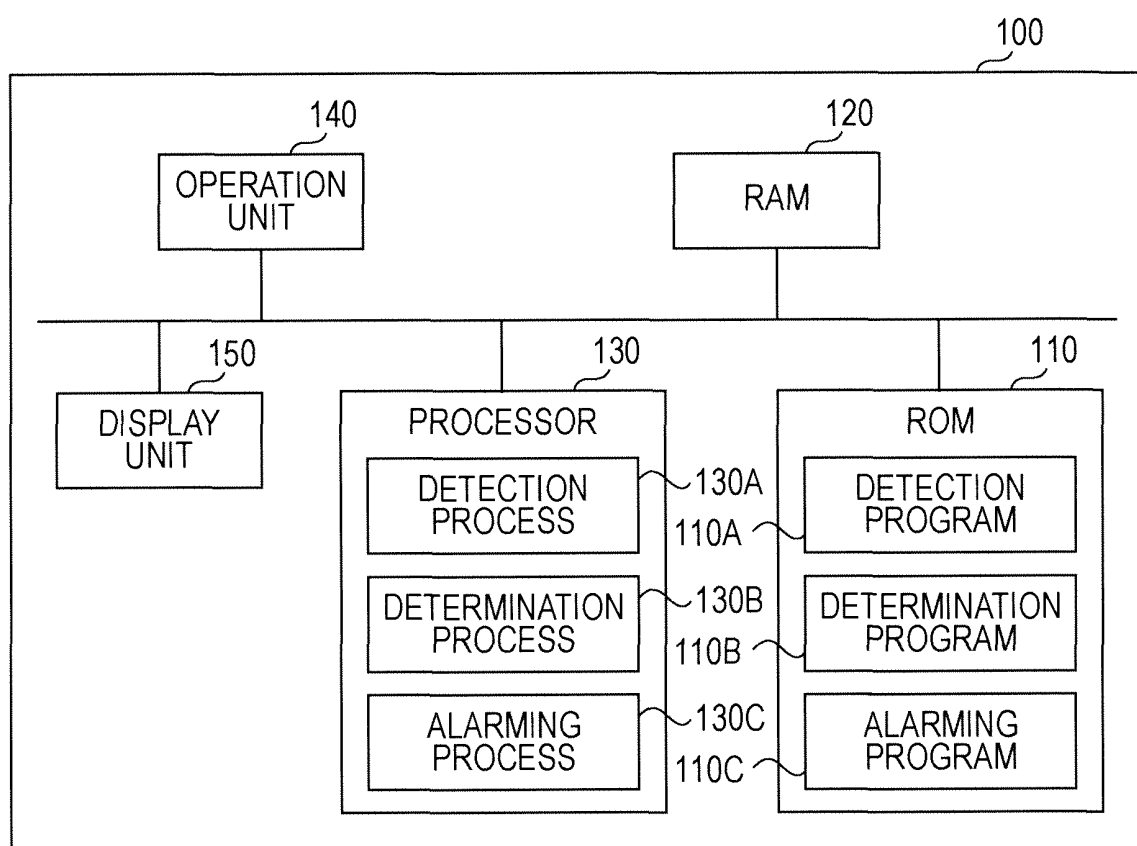 100
140
120
OPERATION
UNIT
RAM
150
130
110
DISPLAY
UNIT
PROCESSOR
ROM
DETECTION
PROCESS
130A
110A
DETECTION
PROGRAM
DETERMINATION
PROCESS
130B
110B
DETERMINATION
PROGRAM
ALARMING
PROCESS
130C
110C
ALARMING
PROGRAM